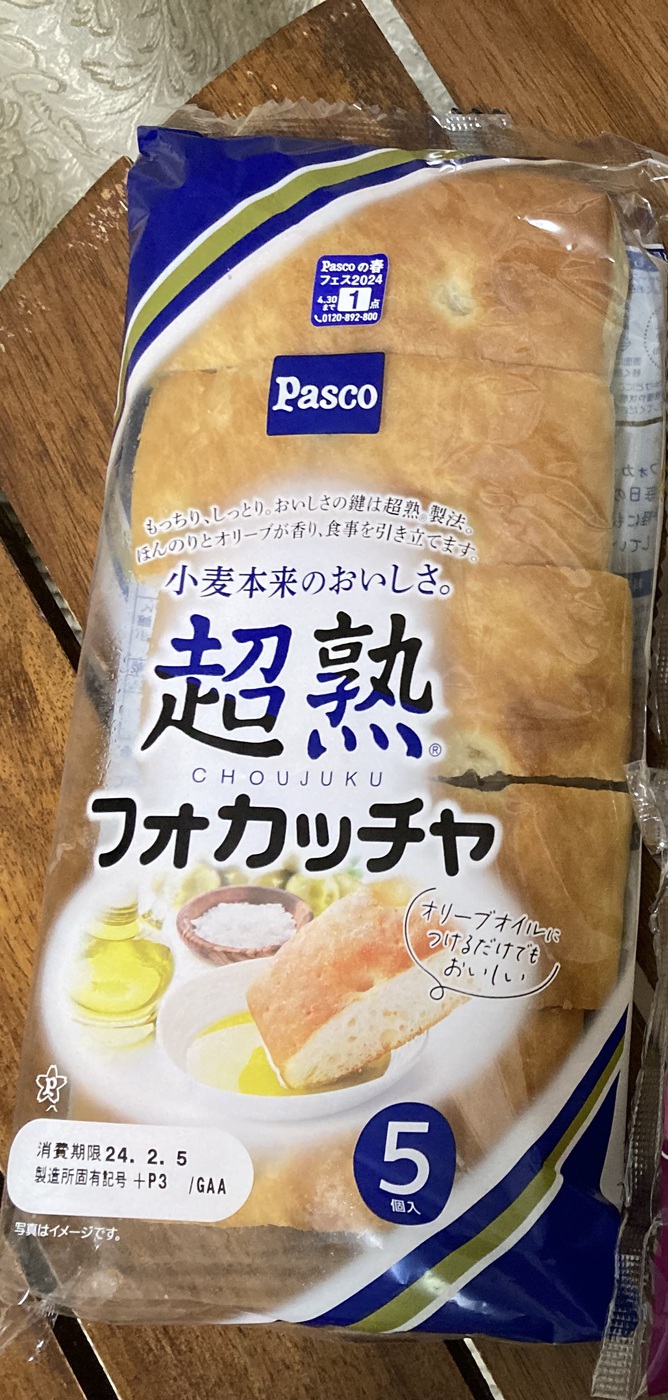 Pascoの春
フェス2024
4.30まで 1点
0120-892-800
Pasco
もっちり、しっとり。おいしさの鍵は超熟®製法。
ほんのりとオリーブが香り、食事を引き立てます。
小麦本来のおいしさ。
超熟®
CHOUJUKU
フォカッチャ
オリーブオイルに
つけるだけでも
おいしい
消費期限 24. 2. 5
製造所固有記号 +P3 /GAA
5
個入
写真はイメージです。